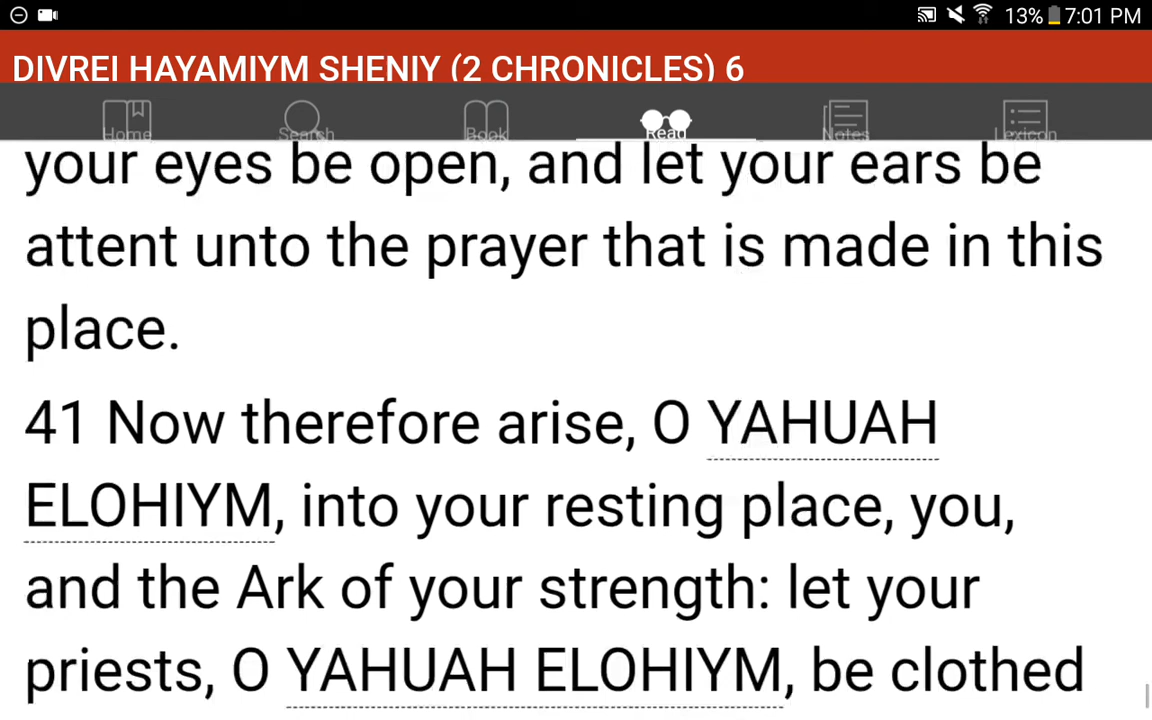 13% 7:01 PM
DIVREI HAYAMIYM SHENIY (2 CHRONICLES) 6
Home Search Book Read Notes Lexicon
your eyes be open, and let your ears be
attent unto the prayer that is made in this
place.
41 Now therefore arise, O YAHUAH
ELOHIYM, into your resting place, you,
and the Ark of your strength: let your
priests, O YAHUAH ELOHIYM, be clothed